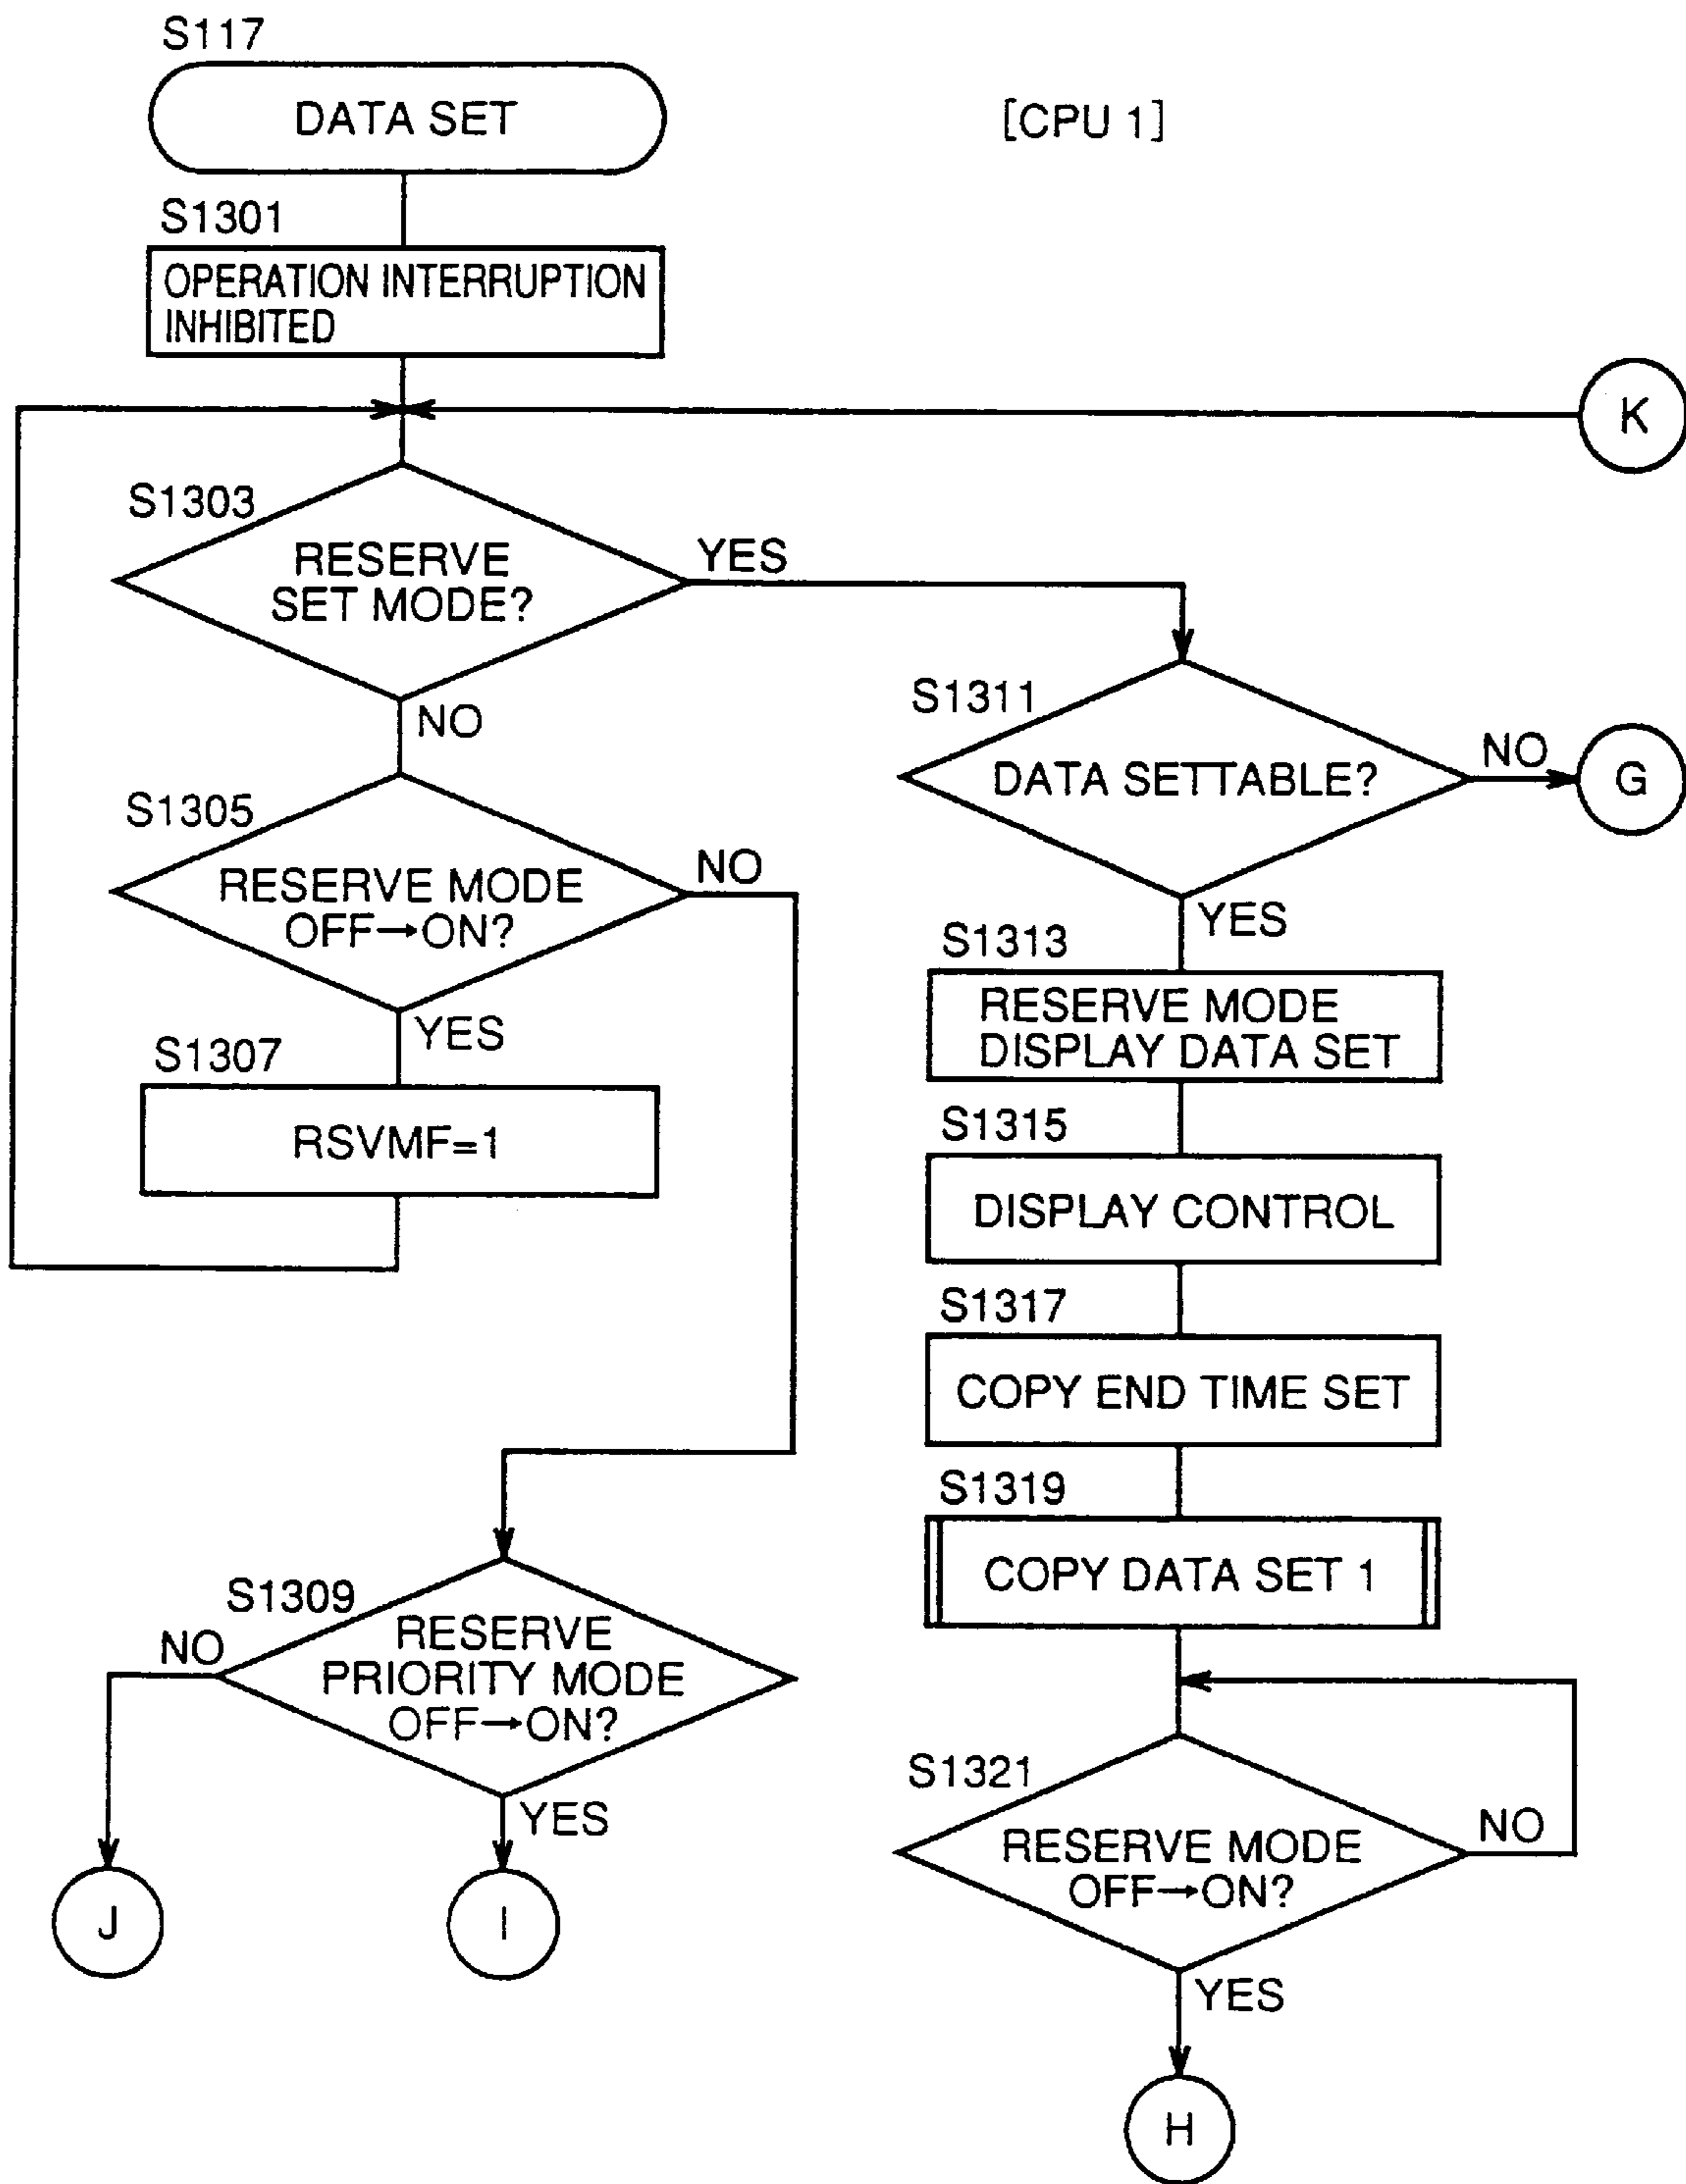 S117
DATA SET
[CPU 1]
S1301
OPERATION INTERRUPTION
INHIBITED
K
S1303
RESERVE
SET MODE?
YES
NO
S1305
RESERVE MODE
OFF→ON?
NO
YES
S1307
RSVMF=1
S1309
RESERVE
PRIORITY MODE
OFF→ON?
NO
YES
J
I
S1311
DATA SETTABLE?
NO
G
YES
S1313
RESERVE MODE
DISPLAY DATA SET
S1315
DISPLAY CONTROL
S1317
COPY END TIME SET
S1319
COPY DATA SET 1
S1321
RESERVE MODE
OFF→ON?
NO
YES
H